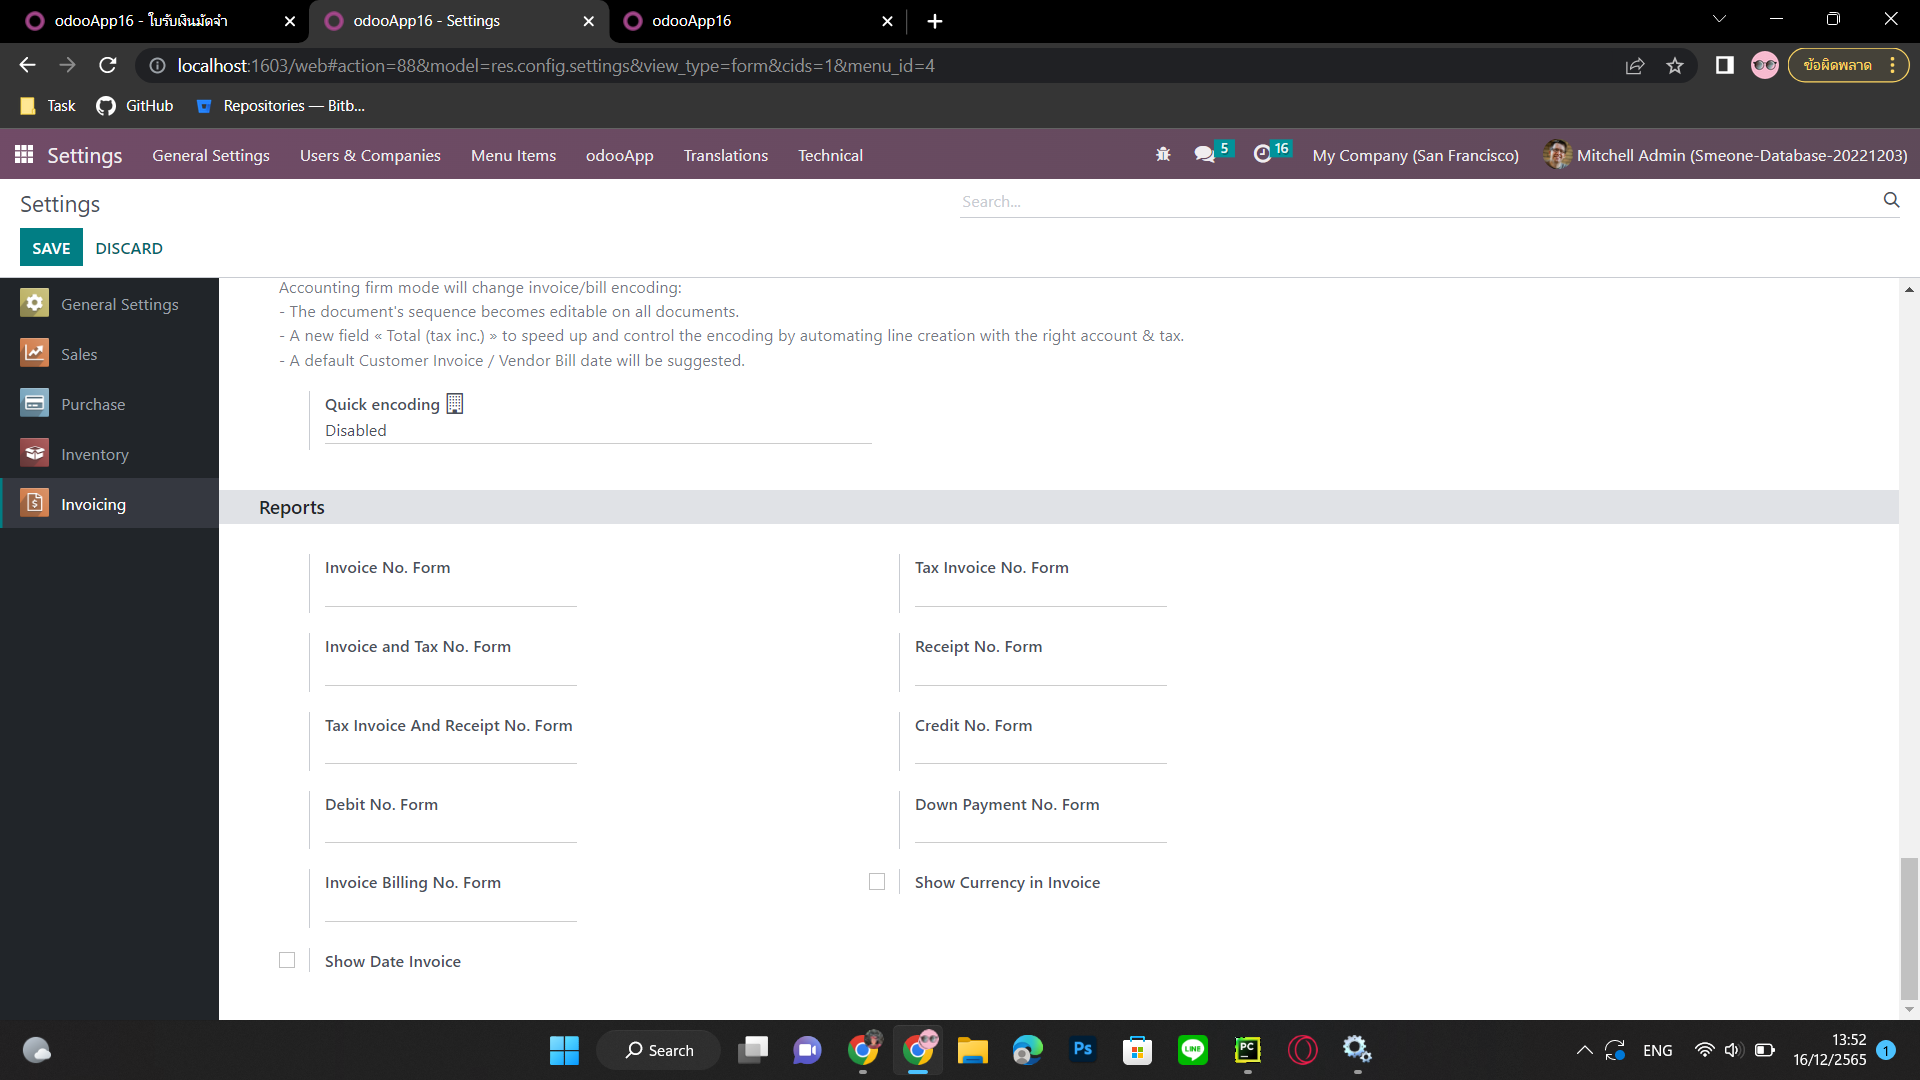 odooApp16 - ใบรับเงินมัดจำ
odooApp16 - Settings
odooApp16
localhost:1603/web#action=88&model=res.config.settings&view_type=form&cids=1&menu_id=4
ข้อผิดพลาด
Task
GitHub
Repositories — Bitb...
Settings
General Settings
Users & Companies
Menu Items
odooApp
Translations
Technical
5
16
My Company (San Francisco)
Mitchell Admin (Smeone-Database-20221203)
Settings
Search...
SAVE
DISCARD
General Settings
Sales
Purchase
Inventory
Invoicing
Accounting firm mode will change invoice/bill encoding:
- The document's sequence becomes editable on all documents.
- A new field « Total (tax inc.) » to speed up and control the encoding by automating line creation with the right account & tax.
- A default Customer Invoice / Vendor Bill date will be suggested.
Quick encoding
Disabled
Reports
Invoice No. Form
Tax Invoice No. Form
Invoice and Tax No. Form
Receipt No. Form
Tax Invoice And Receipt No. Form
Credit No. Form
Debit No. Form
Down Payment No. Form
Invoice Billing No. Form
Show Currency in Invoice
Show Date Invoice
Search
Ps
LINE
PC
ENG
13:52
16/12/2565
1